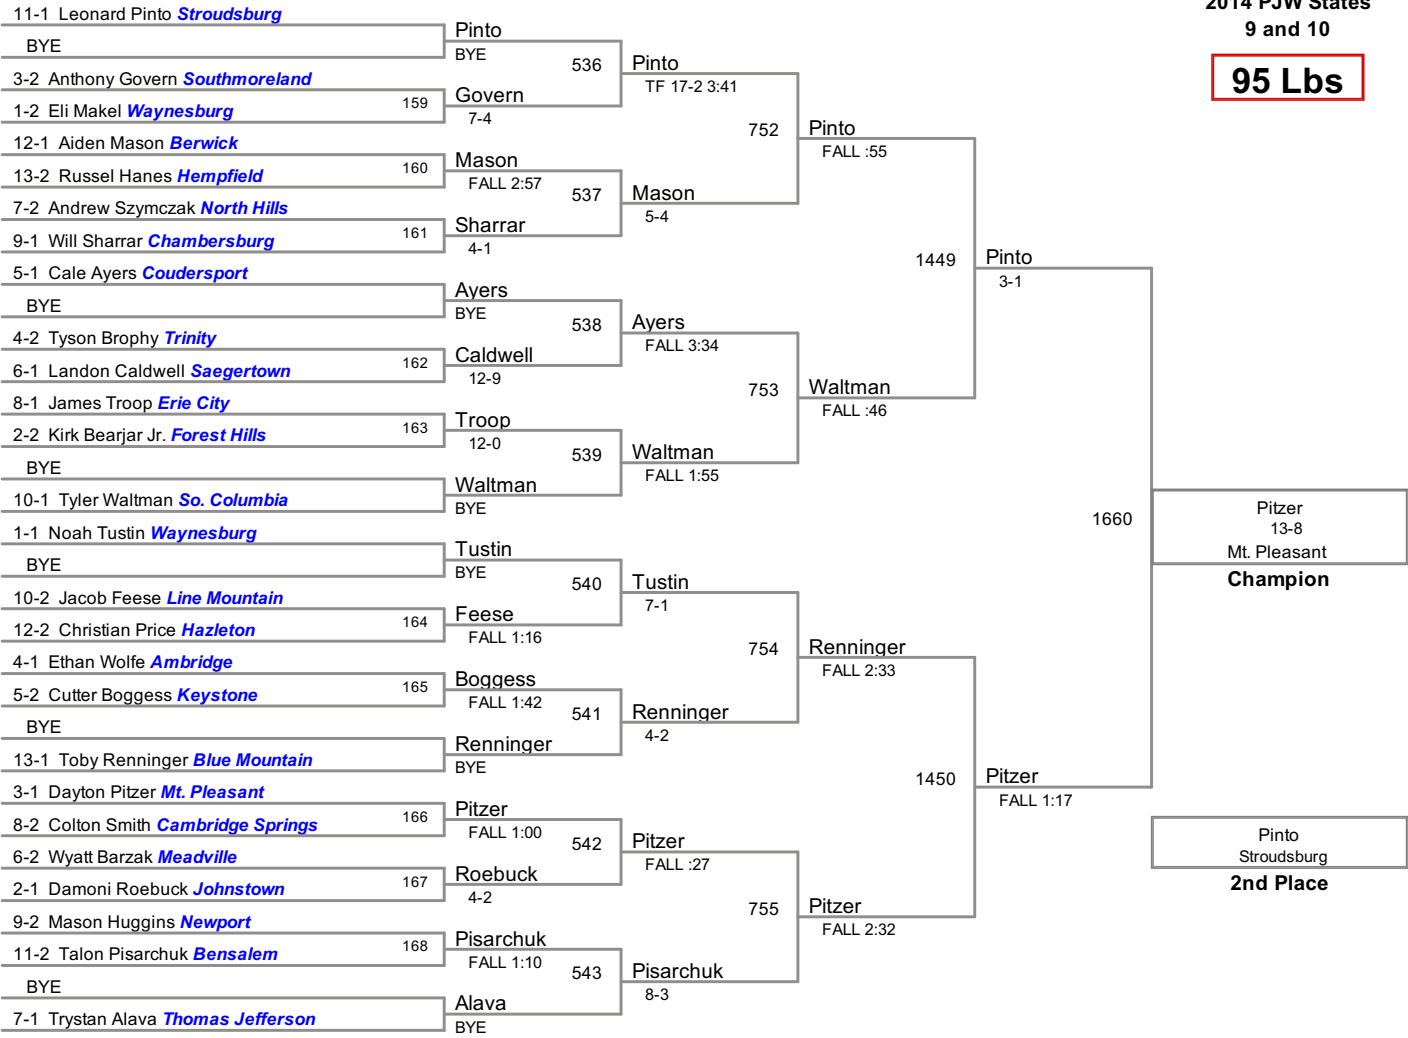 2014 PJW States
9 and 10
95 Lbs
11-1 Leonard Pinto Stroudsburg
BYE
3-2 Anthony Govern Southmoreland
1-2 Eli Makel Waynesburg
12-1 Aiden Mason Berwick
13-2 Russel Hanes Hempfield
7-2 Andrew Szymczak North Hills
9-1 Will Sharrar Chambersburg
5-1 Cale Ayers Coudersport
BYE
4-2 Tyson Brophy Trinity
6-1 Landon Caldwell Saegertown
8-1 James Troop Erie City
2-2 Kirk Bearjar Jr. Forest Hills
BYE
10-1 Tyler Waltman So. Columbia
1-1 Noah Tustin Waynesburg
BYE
10-2 Jacob Feese Line Mountain
12-2 Christian Price Hazleton
4-1 Ethan Wolfe Ambridge
5-2 Cutter Boggess Keystone
BYE
13-1 Toby Renninger Blue Mountain
3-1 Dayton Pitzer Mt. Pleasant
8-2 Colton Smith Cambridge Springs
6-2 Wyatt Barzak Meadville
2-1 Damoni Roebuck Johnstown
9-2 Mason Huggins Newport
11-2 Talon Pisarchuk Bensalem
BYE
7-1 Trystan Alava Thomas Jefferson
159
160
161
162
163
164
165
166
167
168
Pinto
BYE
Govern
7-4
Mason
FALL 2:57
Sharrar
4-1
Ayers
BYE
Caldwell
12-9
Troop
12-0
Waltman
BYE
Tustin
BYE
Feese
FALL 1:16
Boggess
FALL 1:42
Renninger
BYE
Pitzer
FALL 1:00
Roebuck
4-2
Pisarchuk
FALL 1:10
Alava
BYE
536
537
538
539
540
541
542
543
Pinto
TF 17-2 3:41
Mason
5-4
Ayers
FALL 3:34
Waltman
FALL 1:55
Tustin
7-1
Renninger
4-2
Pitzer
FALL :27
Pisarchuk
8-3
752
753
754
755
Pinto
FALL :55
Waltman
FALL :46
Renninger
FALL 2:33
Pitzer
FALL 2:32
1449
1450
Pinto
3-1
Pitzer
FALL 1:17
1660
Pitzer
13-8
Mt. Pleasant
Champion
Pinto
Stroudsburg
2nd Place